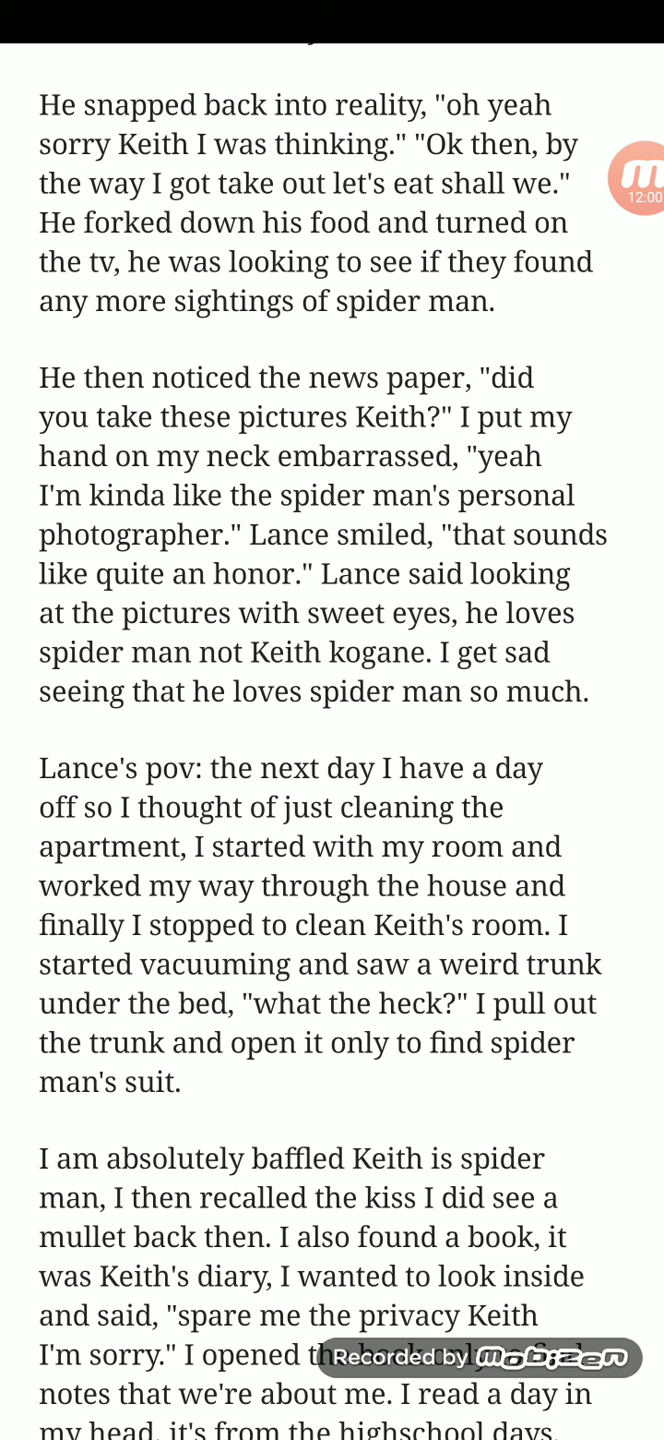 He snapped back into reality, "oh yeah
sorry Keith I was thinking." "Ok then, by
the way I got take out let's eat shall we."
He forked down his food and turned on
the tv, he was looking to see if they found
any more sightings of spider man.
12:00
He then noticed the news paper, "did
you take these pictures Keith?" I put my
hand on my neck embarrassed, "yeah
I'm kinda like the spider man's personal
photographer." Lance smiled, "that sounds
like quite an honor." Lance said looking
at the pictures with sweet eyes, he loves
spider man not Keith kogane. I get sad
seeing that he loves spider man so much.
Lance's pov: the next day I have a day
off so I thought of just cleaning the
apartment, I started with my room and
worked my way through the house and
finally I stopped to clean Keith's room. I
started vacuuming and saw a weird trunk
under the bed, "what the heck?" I pull out
the trunk and open it only to find spider
man's suit.
I am absolutely baffled Keith is spider
man, I then recalled the kiss I did see a
mullet back then. I also found a book, it
was Keith's diary, I wanted to look inside
and said, "spare me the privacy Keith
I'm sorry." I opened
Recorded by mobizen
notes that we're about me. I read a day in
my head, it's from the highschool days.